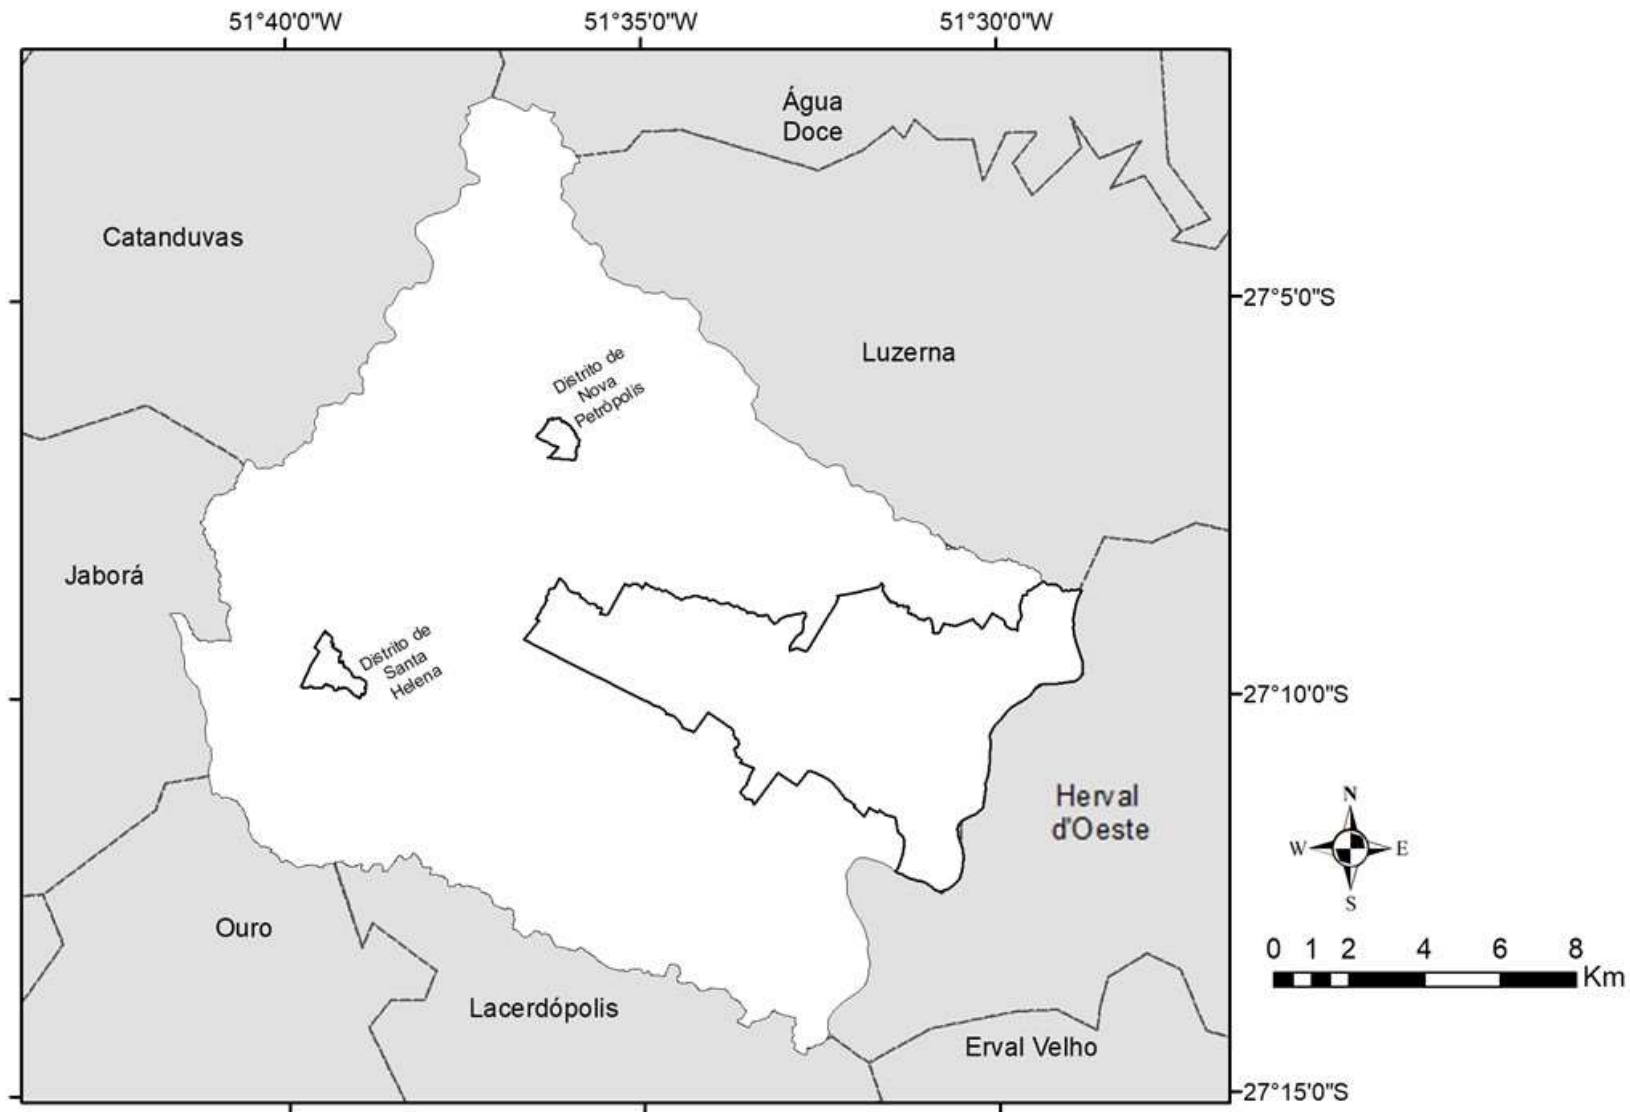 51°40'0"W
51°35'0"W
51°30'0"W
Água
Doce
Catanduvas
27°5'0"S
Luzerna
Distrito de
Nova
Petrópolis
Jaborá
Distrito de
Santa
Helena
27°10'0"S
Herval
d'Oeste
N
W
E
S
Ouro
0 1 2 4 6 8
Km
Lacerdópolis
Erval Velho
27°15'0"S